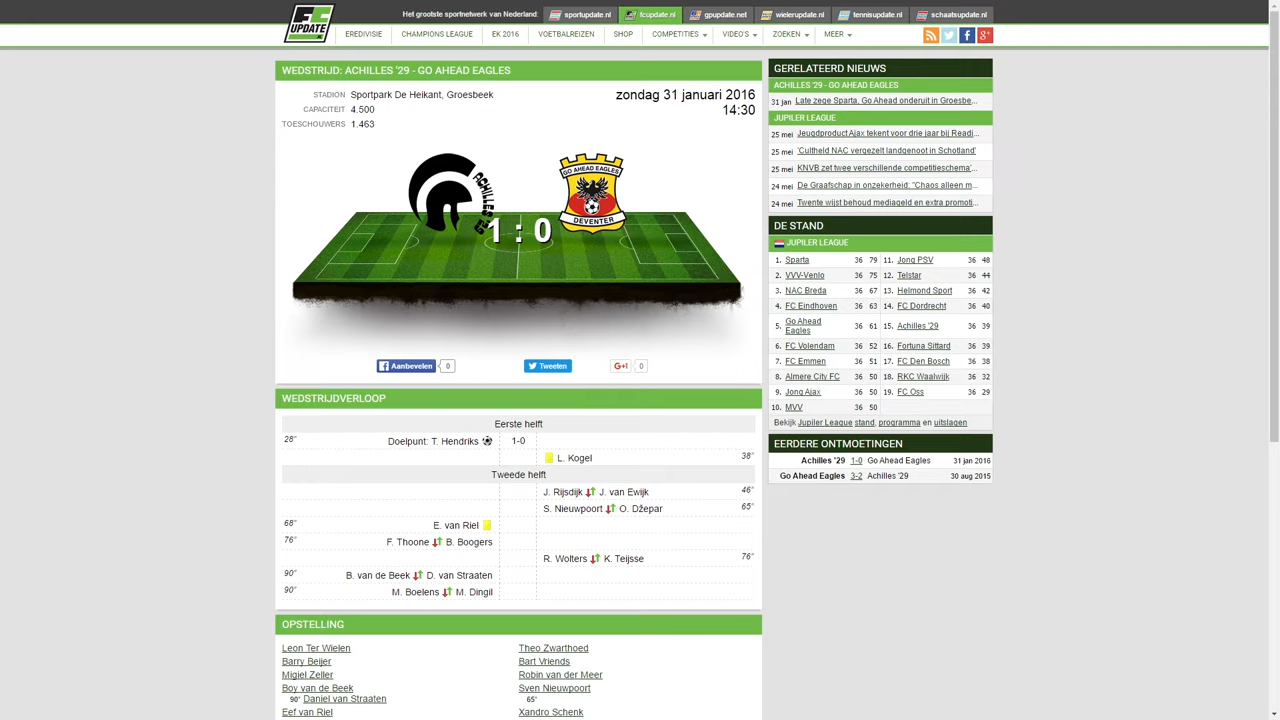 FC UPDATE.NL
Het grootste sportnetwerk van Nederland: sportupdate.nl fcupdate.nl gpupdate.net wielerupdate.nl tennisupdate.nl schaatsupdate.nl
EREDIVISIE CHAMPIONS LEAGUE EK 2016 VOETBALREIZEN SHOP COMPETITIES VIDEO'S ZOEKEN MEER
WEDSTRIJD: ACHILLES '29 - GO AHEAD EAGLES
STADION Sportpark De Heikant, Groesbeek
CAPACITEIT 4.500
TOESCHOUWERS 1.463
zondag 31 januari 2016
14:30
ACHILLES '29
GO AHEAD EAGLES
DEVENTER
1 : 0
Aanbevelen 0 Tweeten G+1 0
WEDSTRIJDVERLOOP
Eerste helft
28" Doelpunt: T. Hendriks 1-0
L. Kogel 38"
Tweede helft
J. Rijsdijk J. van Ewijk 46"
S. Nieuwpoort O. Džepar 65"
68" E. van Riel
76" F. Thoone B. Boogers
R. Wolters K. Teijsse 76"
90" B. van de Beek D. van Straaten
90" M. Boelens M. Dingil
OPSTELLING
Leon Ter Wielen Theo Zwarthoed
Barry Beijer Bart Vriends
Migiel Zeller Robin van der Meer
Boy van de Beek Sven Nieuwpoort
90" Daniel van Straaten 65"
Eef van Riel Xandro Schenk
GERELATEERD NIEUWS
ACHILLES '29 - GO AHEAD EAGLES
31 jan Late zege Sparta, Go Ahead onderuit in Groesbe...
JUPILER LEAGUE
25 mei Jeugdproduct Ajax tekent voor drie jaar bij Readi...
25 mei 'Cultheld NAC vergezelt landgenoot in Schotland'
25 mei KNVB zet twee verschillende competitieschema'...
24 mei De Graafschap in onzekerheid: "Chaos alleen m...
24 mei Twente wijst behoud mediageld en extra promoti...
DE STAND
JUPILER LEAGUE
1. Sparta 36 79 11. Jong PSV 36 48
2. VVV-Venlo 36 75 12. Telstar 36 44
3. NAC Breda 36 67 13. Helmond Sport 36 42
4. FC Eindhoven 36 63 14. FC Dordrecht 36 40
5. Go Ahead Eagles 36 61 15. Achilles '29 36 39
6. FC Volendam 36 52 16. Fortuna Sittard 36 39
7. FC Emmen 36 51 17. FC Den Bosch 36 38
8. Almere City FC 36 50 18. RKC Waalwijk 36 32
9. Jong Ajax 36 50 19. FC Oss 36 29
10. MVV 36 50
Bekijk Jupiler League stand, programma en uitslagen
EERDERE ONTMOETINGEN
Achilles '29 1-0 Go Ahead Eagles 31 jan 2016
Go Ahead Eagles 3-2 Achilles '29 30 aug 2015